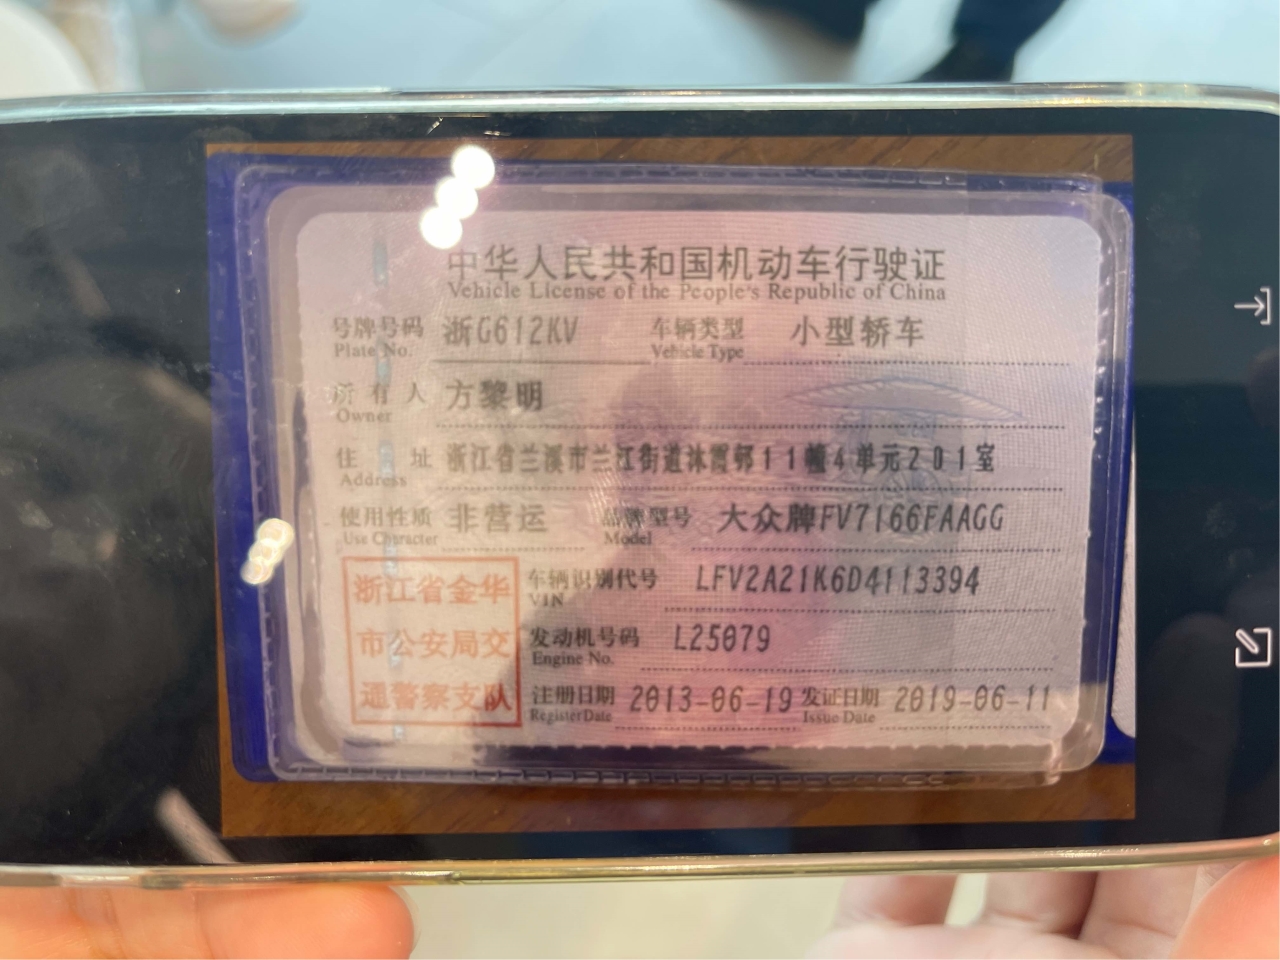 中华人民共和国机动车行驶证
Vehicle License of the People's Republic of China
号牌号码 浙G612KV 车辆类型 小型轿车
Plate No. Vehicle Type
所有人 方黎明
Owner
住址 浙江省兰溪市兰江街道沐霞邨11幢4单元201室
Address
使用性质 非营运 品牌型号 大众牌FV7166FAAGG
Use Character Model
浙江省金华 车辆识别代号 LFV2A21K6D4113394
VIN
市公安局交 发动机号码 L25079
Engine No.
通警察支队 注册日期 2013-06-19 发证日期 2019-06-11
Register Date Issue Date